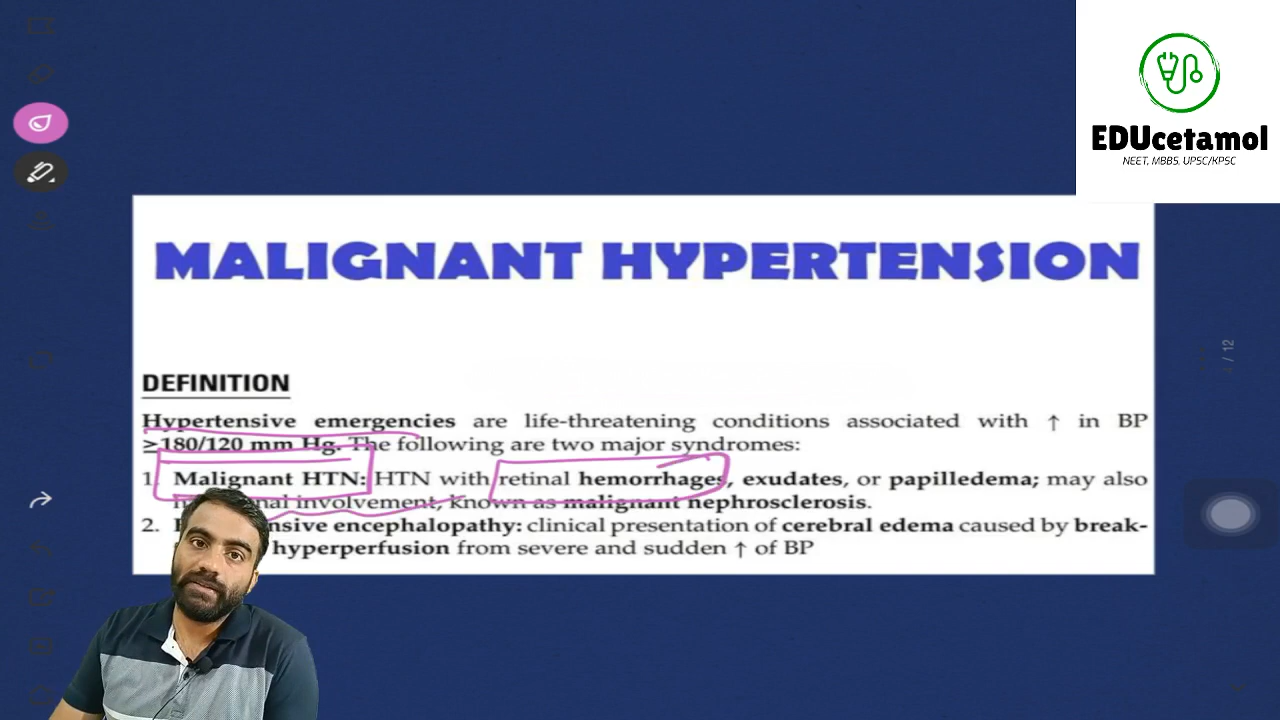 EDUcetamol
NEET, MBBS, UPSC/KPSC
MALIGNANT HYPERTENSION
DEFINITION
Hypertensive emergencies are life-threatening conditions associated with ↑ in BP
≥180/120 mm Hg. The following are two major syndromes:
1. Malignant HTN: HTN with retinal hemorrhages, exudates, or papilledema; may also
involvement, known as malignant nephrosclerosis.
2. encephalopathy: clinical presentation of cerebral edema caused by break-
hyperperfusion from severe and sudden ↑ of BP
/ 12